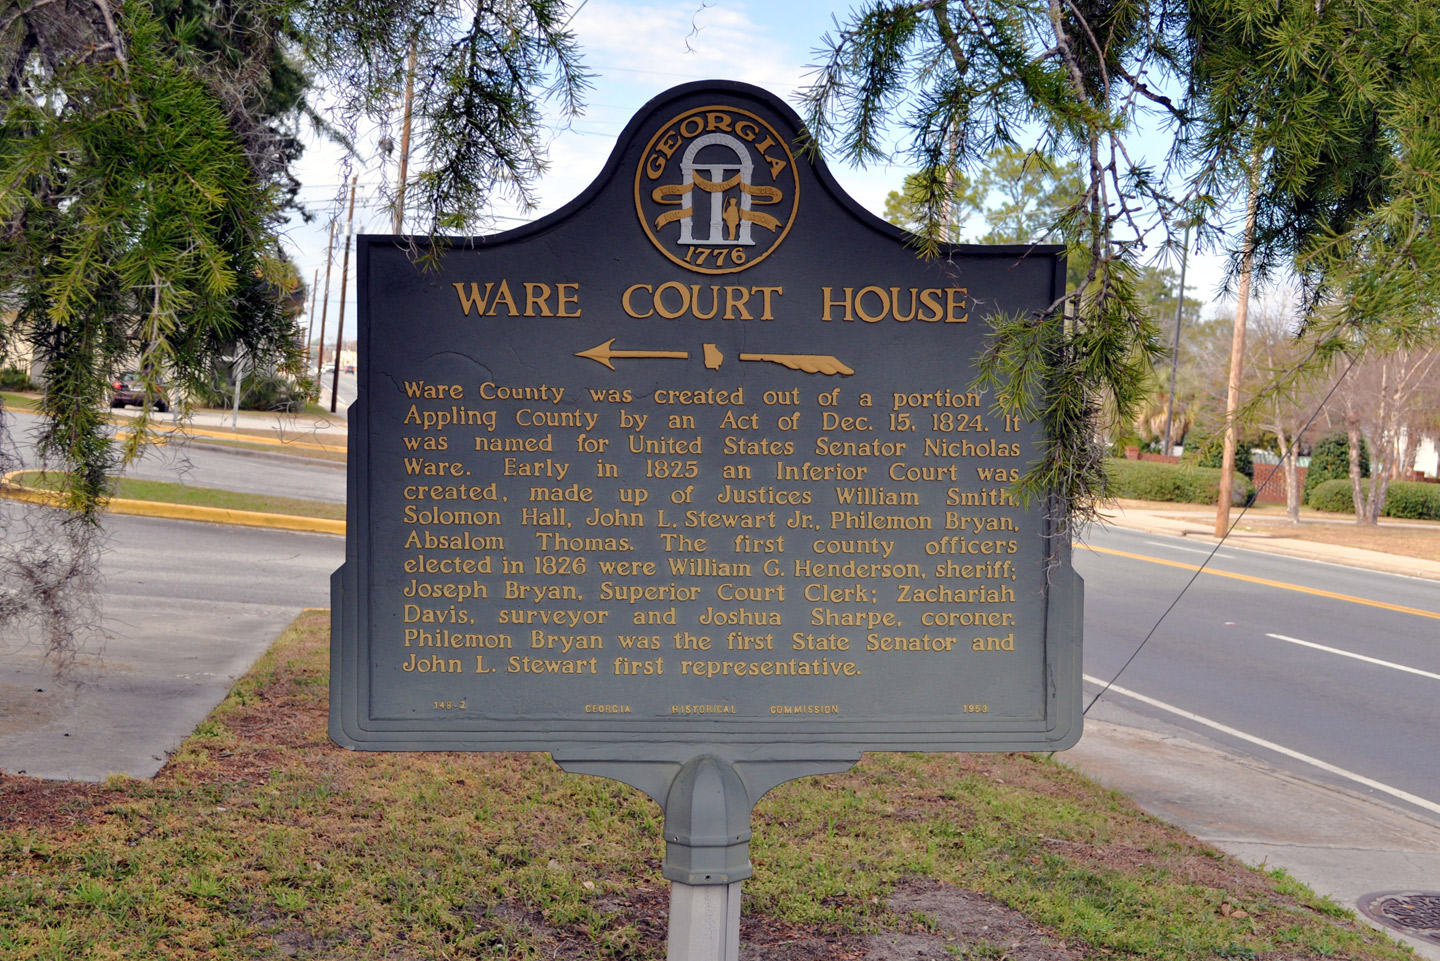 GEORGIA
1776
WARE COURT HOUSE
Ware County was created out of a portion
Appling County by an Act of Dec. 15, 1824. It
was named for United States Senator Nicholas
Ware. Early in 1825 an Inferior Court was
created, made up of Justices William Smith,
Solomon Hall, John L. Stewart Jr., Philemon Bryan,
Absalom Thomas. The first county officers
elected in 1826 were William G. Henderson, sheriff;
Joseph Bryan, Superior Court Clerk; Zachariah
Davis, surveyor and Joshua Sharpe, coroner.
Philemon Bryan was the first State Senator and
John L. Stewart first representative.
148-2 GEORGIA HISTORICAL COMMISSION 1953